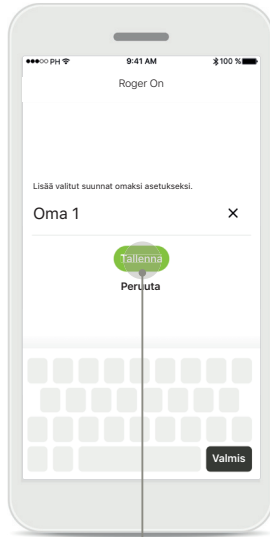 PH 9:41 AM 100 %
Roger On
Lisää valitut suunnat omaksi asetukseksi.
Oma 1 ×
Tallenna
Peruuta
Valmis